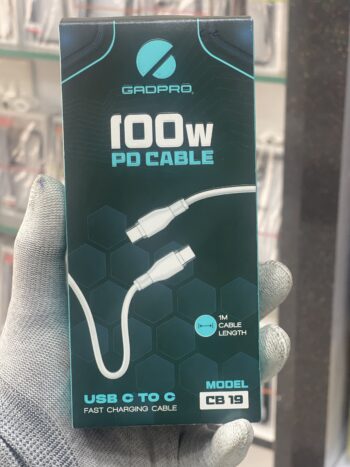 GADPRO
100W
PD CABLE
1M
CABLE
LENGTH
USB C TO C
FAST CHARGING CABLE
MODEL
CB 19